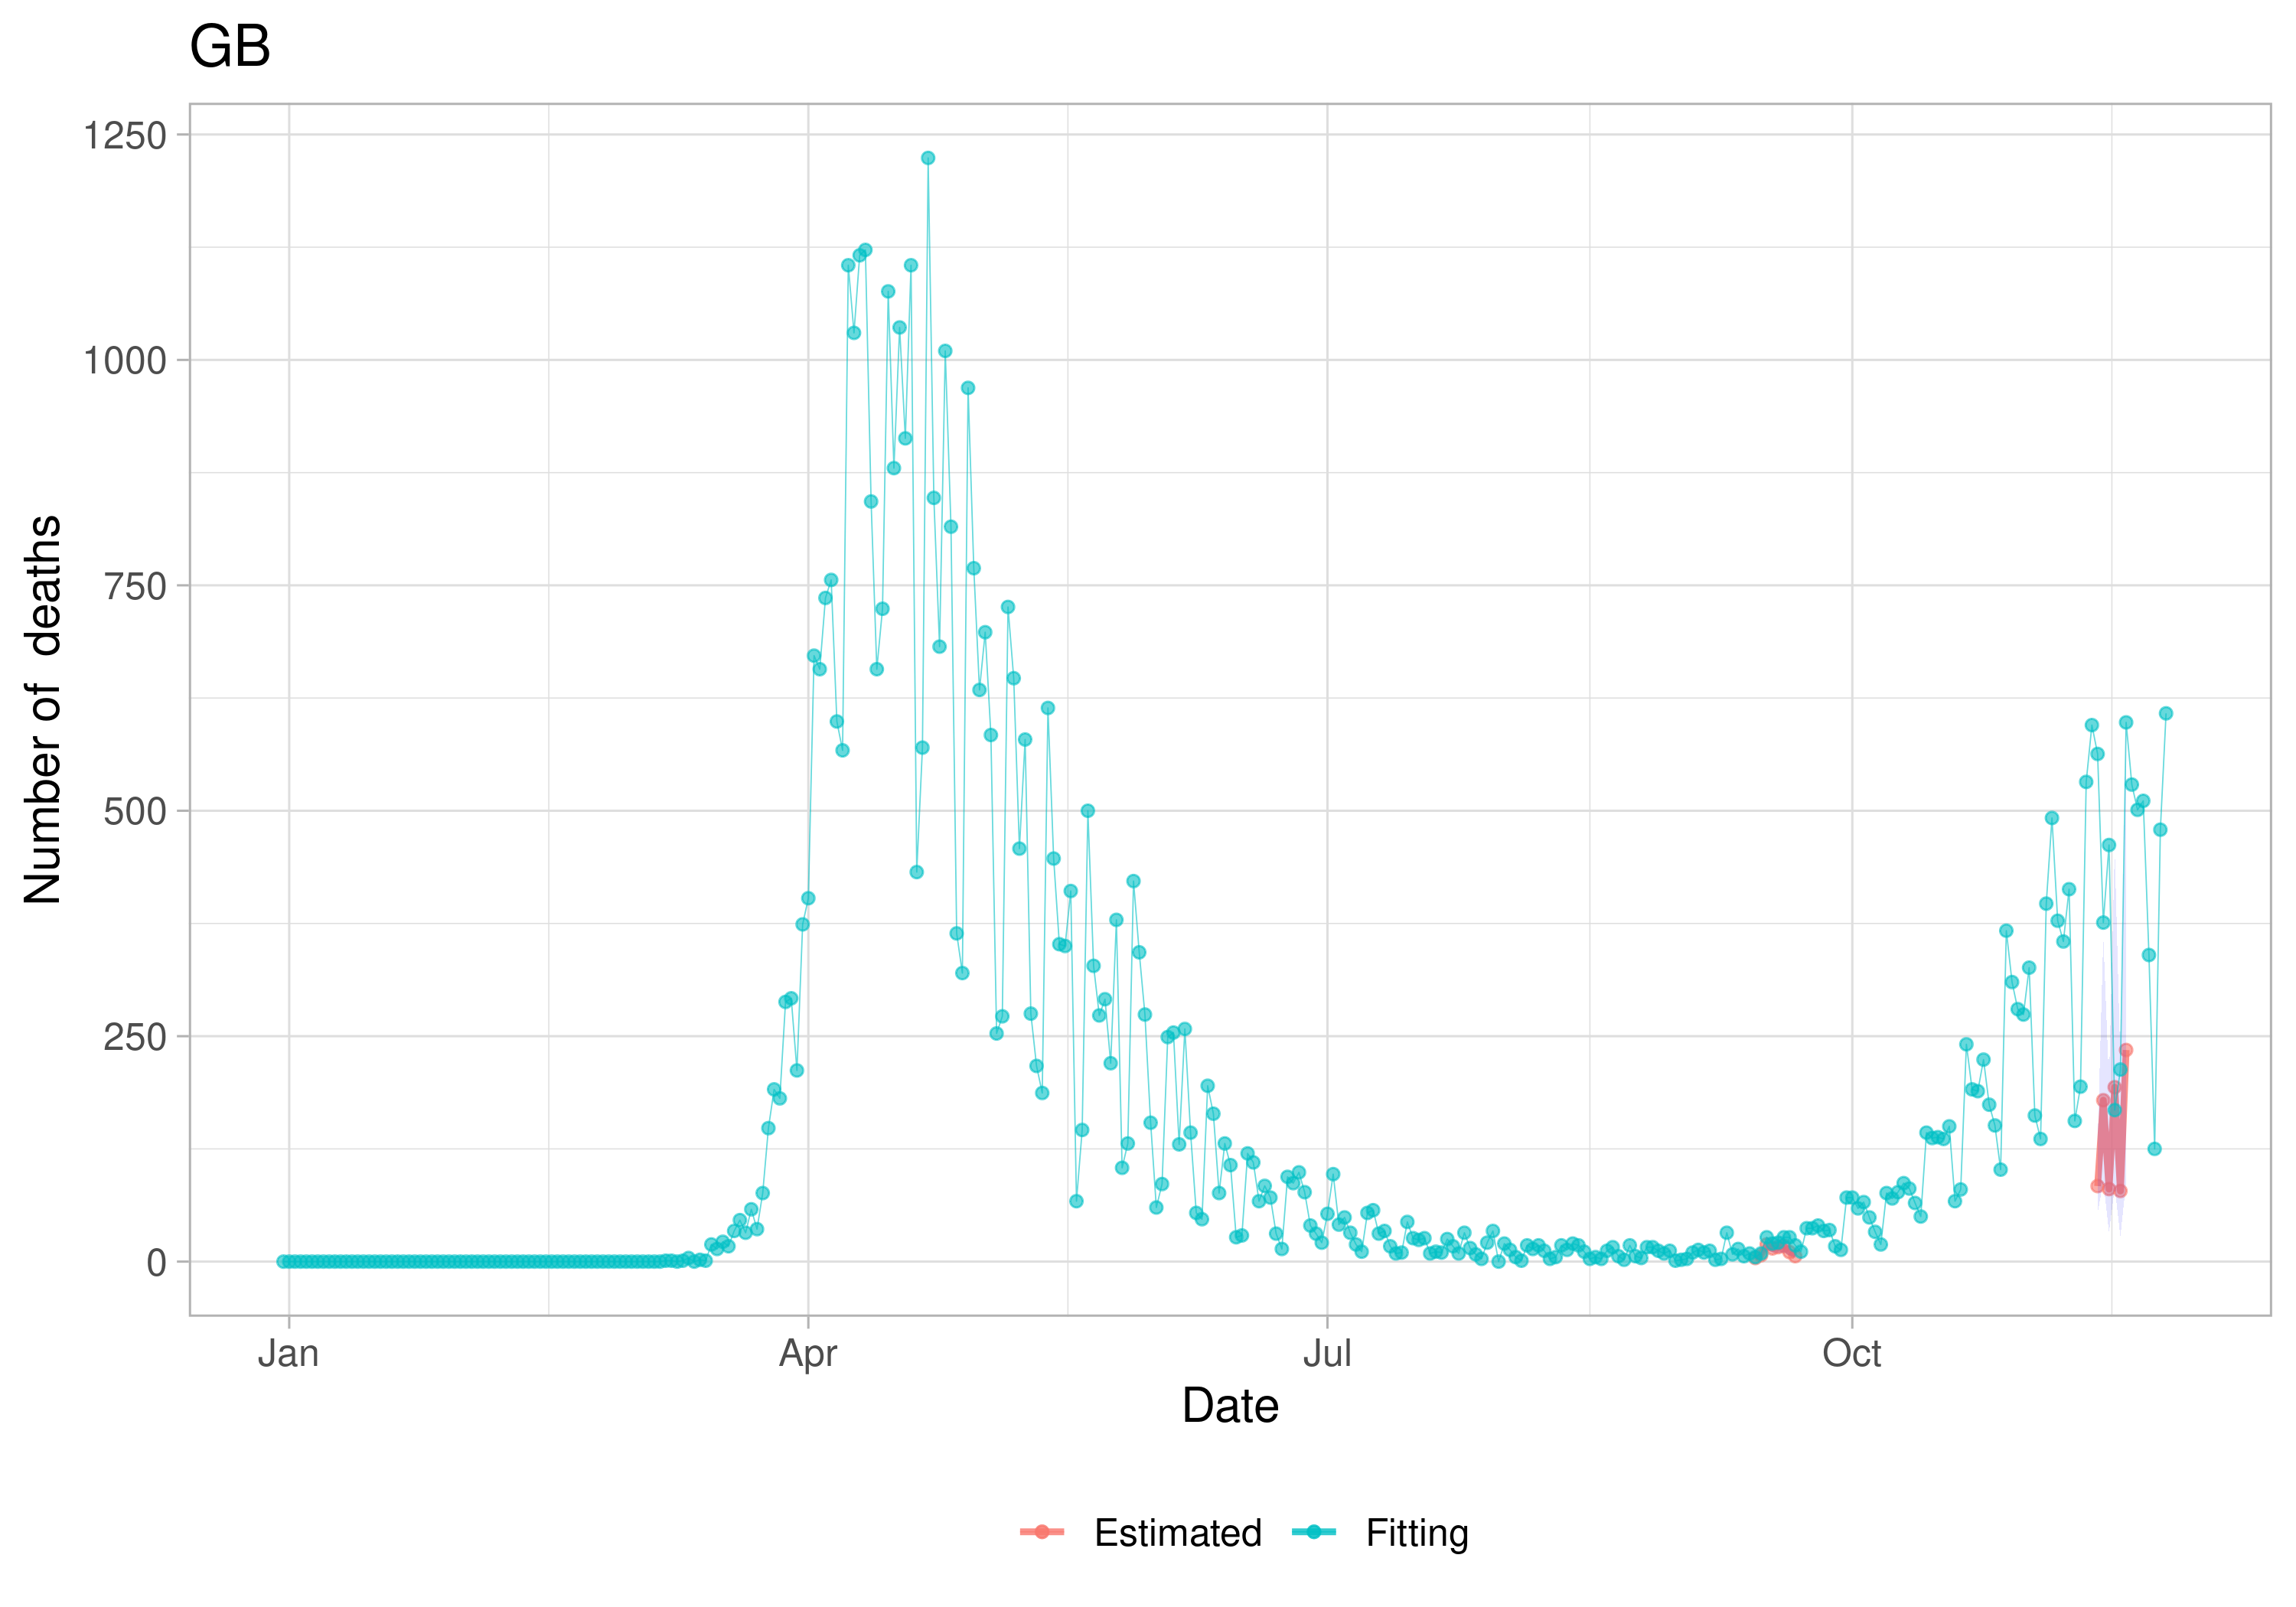 GB
1250
1000
750
500
250
0
Number of deaths
Jan Apr Jul Oct
Date
Estimated Fitting